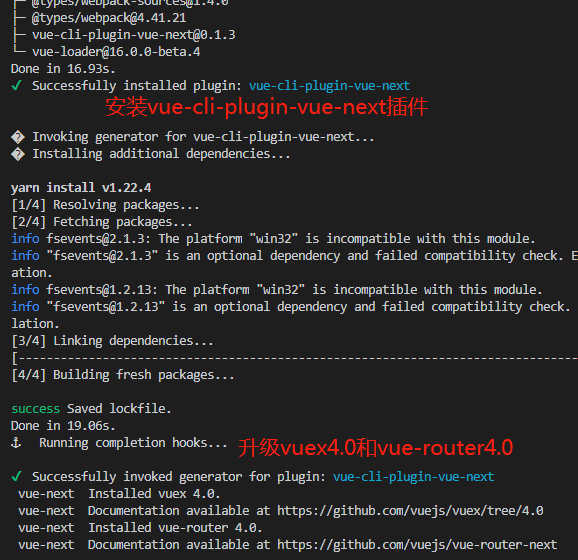 ├─ @types/webpack-sources@1.4.0
├─ @types/webpack@4.41.21
├─ vue-cli-plugin-vue-next@0.1.3
└─ vue-loader@16.0.0-beta.4
Done in 16.93s.
✔ Successfully installed plugin: vue-cli-plugin-vue-next
安装vue-cli-plugin-vue-next插件
� Invoking generator for vue-cli-plugin-vue-next...
� Installing additional dependencies...
yarn install v1.22.4
[1/4] Resolving packages...
[2/4] Fetching packages...
info fsevents@2.1.3: The platform "win32" is incompatible with this module.
info "fsevents@2.1.3" is an optional dependency and failed compatibility check. E
ation.
info fsevents@1.2.13: The platform "win32" is incompatible with this module.
info "fsevents@1.2.13" is an optional dependency and failed compatibility check.
lation.
[3/4] Linking dependencies...
[-------------------------------------------------------------------------
[4/4] Building fresh packages...
success Saved lockfile.
Done in 19.06s.
⚓ Running completion hooks...
升级vuex4.0和vue-router4.0
✔ Successfully invoked generator for plugin: vue-cli-plugin-vue-next
vue-next Installed vuex 4.0.
vue-next Documentation available at https://github.com/vuejs/vuex/tree/4.0
vue-next Installed vue-router 4.0.
vue-next Documentation available at https://github.com/vuejs/vue-router-next